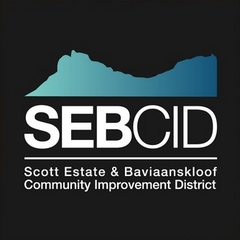 SEBCID
Scott Estate & Baviaanskloof
Community Improvement District